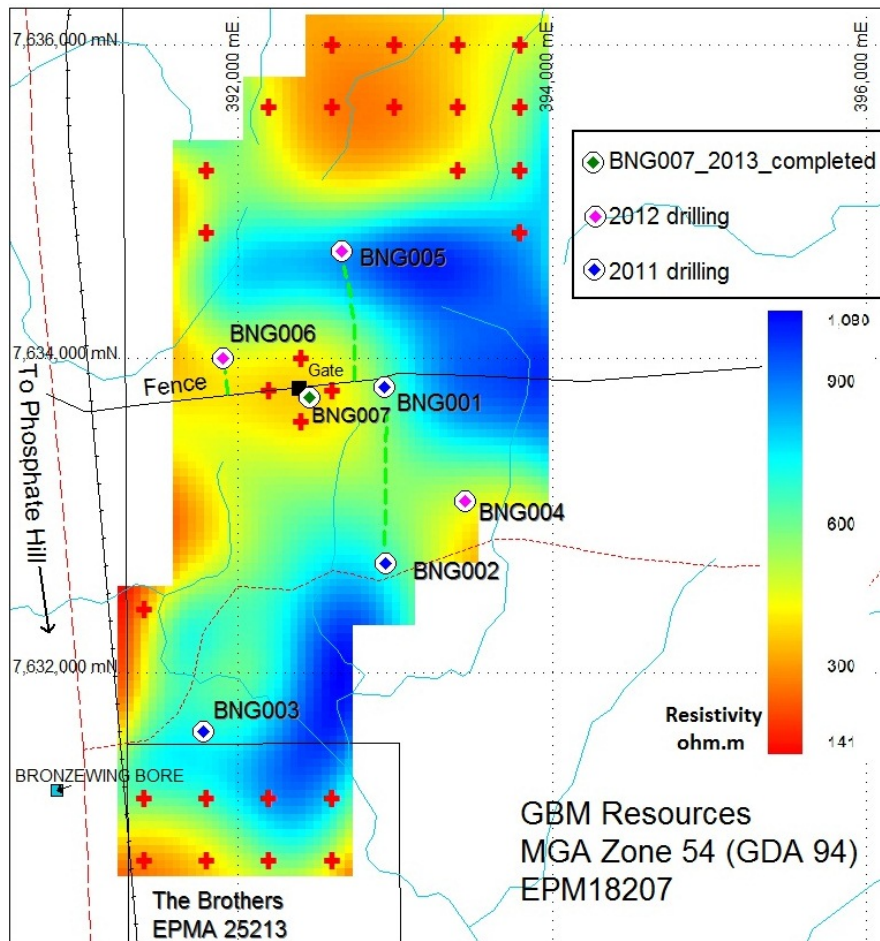 7,636,000 mN
392,000 mE
394,000 mE
396,000 mE
BNG007_2013_completed
2012 drilling
2011 drilling
BNG005
BNG006
7,634,000 mN
Gate
Fence
BNG007
BNG001
To Phosphate Hill
BNG004
BNG002
1.080
900
600
300
141
Resistivity
ohm.m
7,632,000 mN
BNG003
BRONZEWING BORE
GBM Resources
MGA Zone 54 (GDA 94)
EPM18207
The Brothers
EPMA 25213